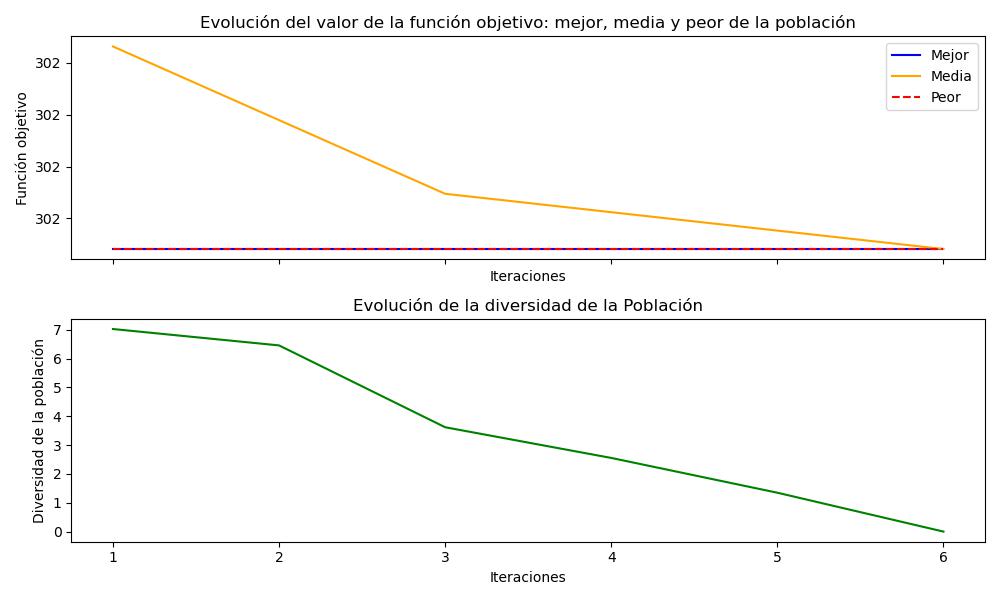 Evolución del valor de la función objetivo: mejor, media y peor de la población
Función objetivo
302
302
302
302
Mejor
Media
Peor
Iteraciones
Evolución de la diversidad de la Población
Diversidad de la población
7
6
5
4
3
2
1
0
1 2 3 4 5 6
Iteraciones